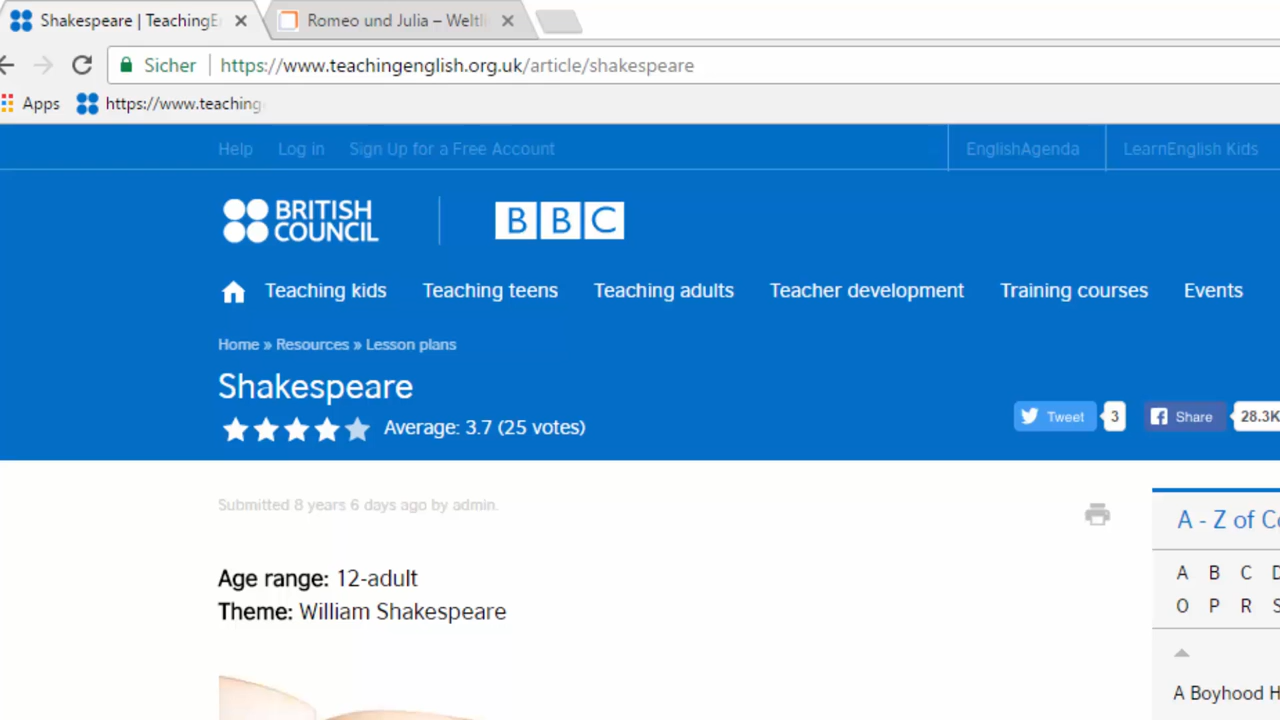 Shakespeare | TeachingE
Romeo und Julia – Weltli
Sicher
https://www.teachingenglish.org.uk/article/shakespeare
Apps
https://www.teaching
Help
Log in
Sign Up for a Free Account
EnglishAgenda
LearnEnglish Kids
BRITISH
COUNCIL
BBC
Teaching kids
Teaching teens
Teaching adults
Teacher development
Training courses
Events
Home » Resources » Lesson plans
Shakespeare
Average: 3.7 (25 votes)
Tweet
3
Share
28.3K
Submitted 8 years 6 days ago by admin.
A - Z of C
Age range: 12-adult
A B C D
Theme: William Shakespeare
O P R S
A Boyhood H